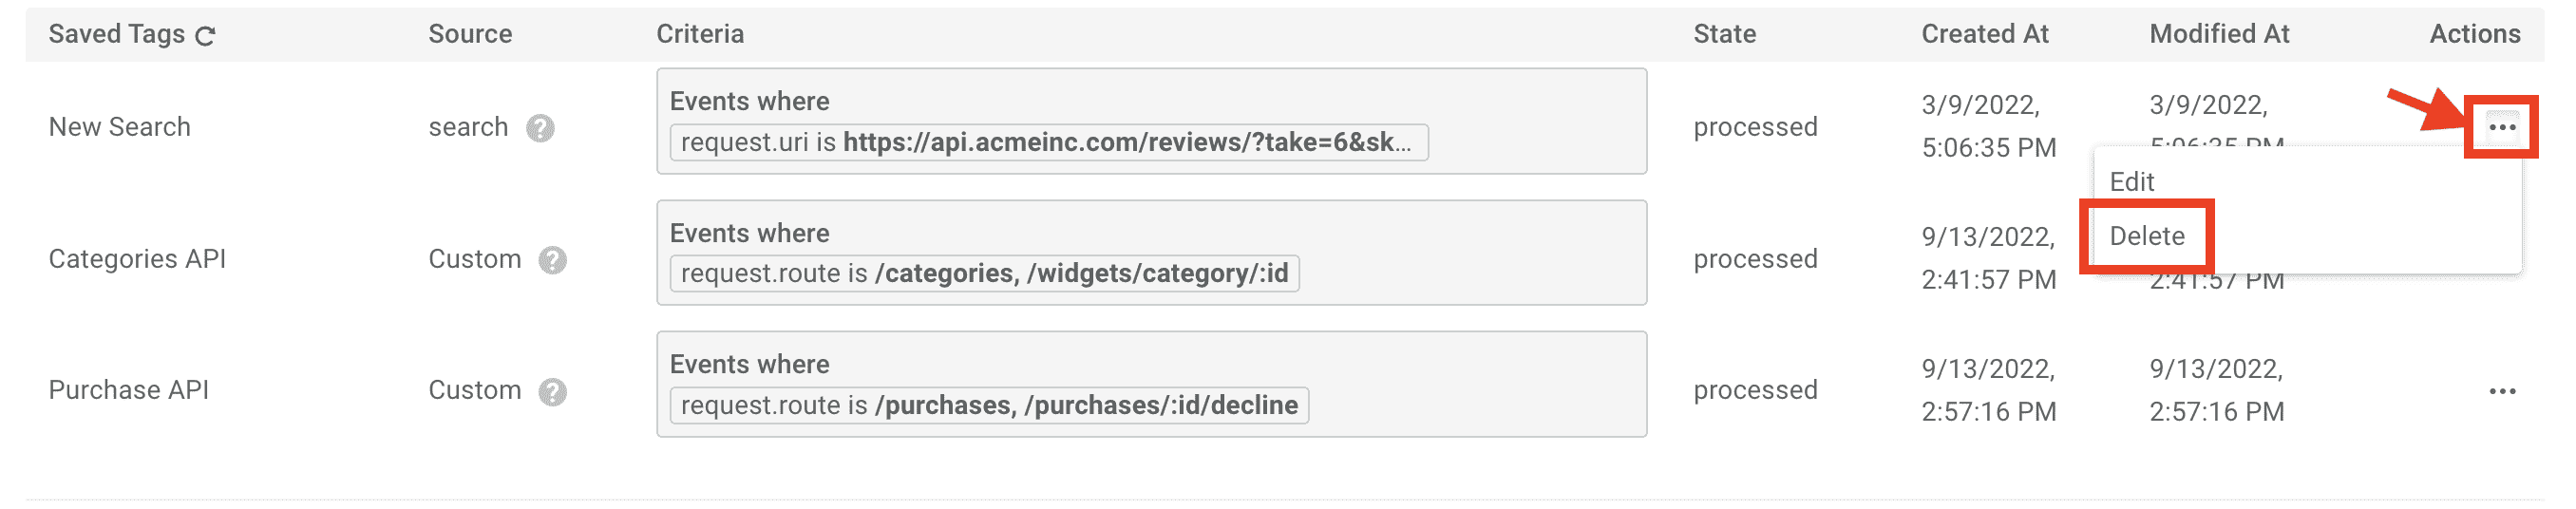 Saved Tags Source Criteria State Created At Modified At Actions
Events where
request.uri is https://api.acmeinc.com/reviews/?take=6&sk...
New Search search ? processed 3/9/2022, 3/9/2022,
5:06:35 PM 5:06:35 PM
Edit
Delete
Events where
request.route is /categories, /widgets/category/:id
Categories API Custom ? processed 9/13/2022,
2:41:57 PM 2:41:57 PM
Events where
request.route is /purchases, /purchases/:id/decline
Purchase API Custom ? processed 9/13/2022, 9/13/2022,
2:57:16 PM 2:57:16 PM